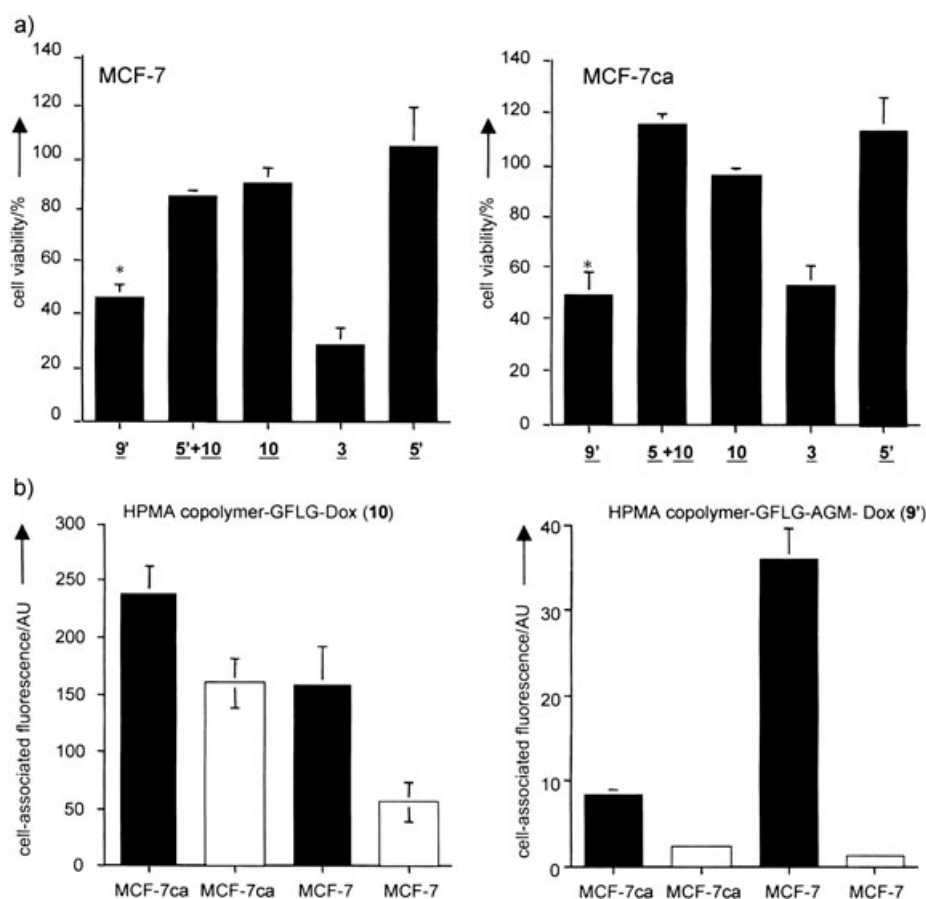 a)
MCF-7
cell viability/%
140
120
100
80
60
40
20
0
*
9' 5'+10 10 3 5'
MCF-7ca
cell viability/%
140
120
100
80
60
40
20
0
*
9' 5 +10 10 3 5'
b)
HPMA copolymer-GFLG-Dox (10)
cell-associated fluorescence/AU
300
250
200
150
100
50
0
MCF-7ca MCF-7ca MCF-7 MCF-7
HPMA copolymer-GFLG-AGM- Dox (9')
cell-associated fluorescence/AU
40
30
20
10
0
MCF-7ca MCF-7ca MCF-7 MCF-7